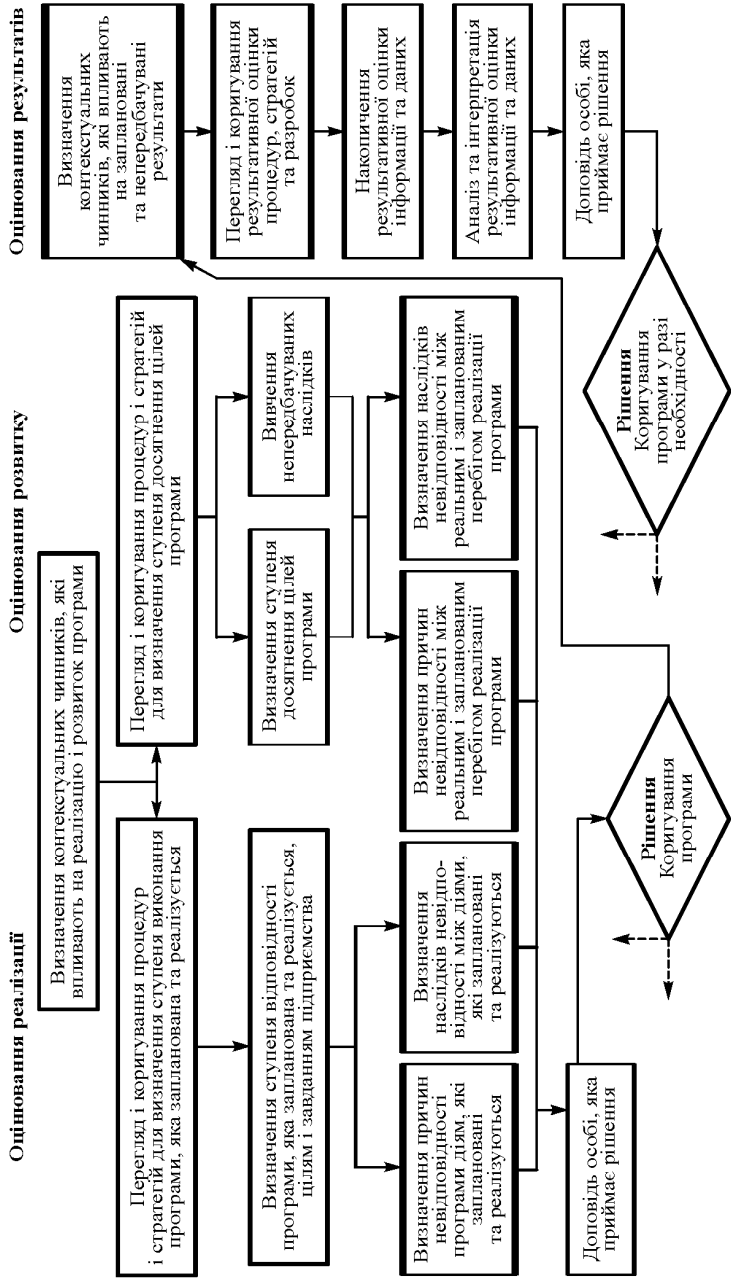 Оцінювання реалізації
Оцінювання розвитку
Оцінювання результатів
Визначення контекстуальних чинників, які
впливають на реалізацію і розвиток програми
Перегляд і коригування процедур
і стратегій для визначення ступеня виконання
програми, яка запланована та реалізується
Перегляд і коригування процедур і стратегій
для визначення ступеня досягнення цілей
програми
Визначення ступеня відповідності
програми, яка запланована та реалізується,
цілям і завданням підприємства
Визначення ступеня
досягнення цілей
програми
Вивчення
непередбачуваних
наслідків
Визначення причин
невідповідності
програми діям, які
заплановані
та реалізуються
Визначення
наслідків невідпо-
відності між діями,
які заплановані
та реалізуються
Визначення причин
невідповідності між
реальним і запланованим
перебігом реалізації
програми
Визначення наслідків
невідповідності між
реальним і запланованим
перебігом реалізації
програми
Доповідь особі, яка
приймає рішення
Рішення
Коригування
програми
Визначення
контекстуальних
чинників, які впливають
на заплановані
та непередбачувані
результати
Перегляд і коригування
результативної оцінки
процедур, стратегій
та разробок
Накопичення
результативної оцінки
інформації та даних
Аналіз та інтерпретація
результативної оцінки
інформації та даних
Доповідь особі, яка
приймає рішення
Рішення
Коригування
програми у разі
необхідності